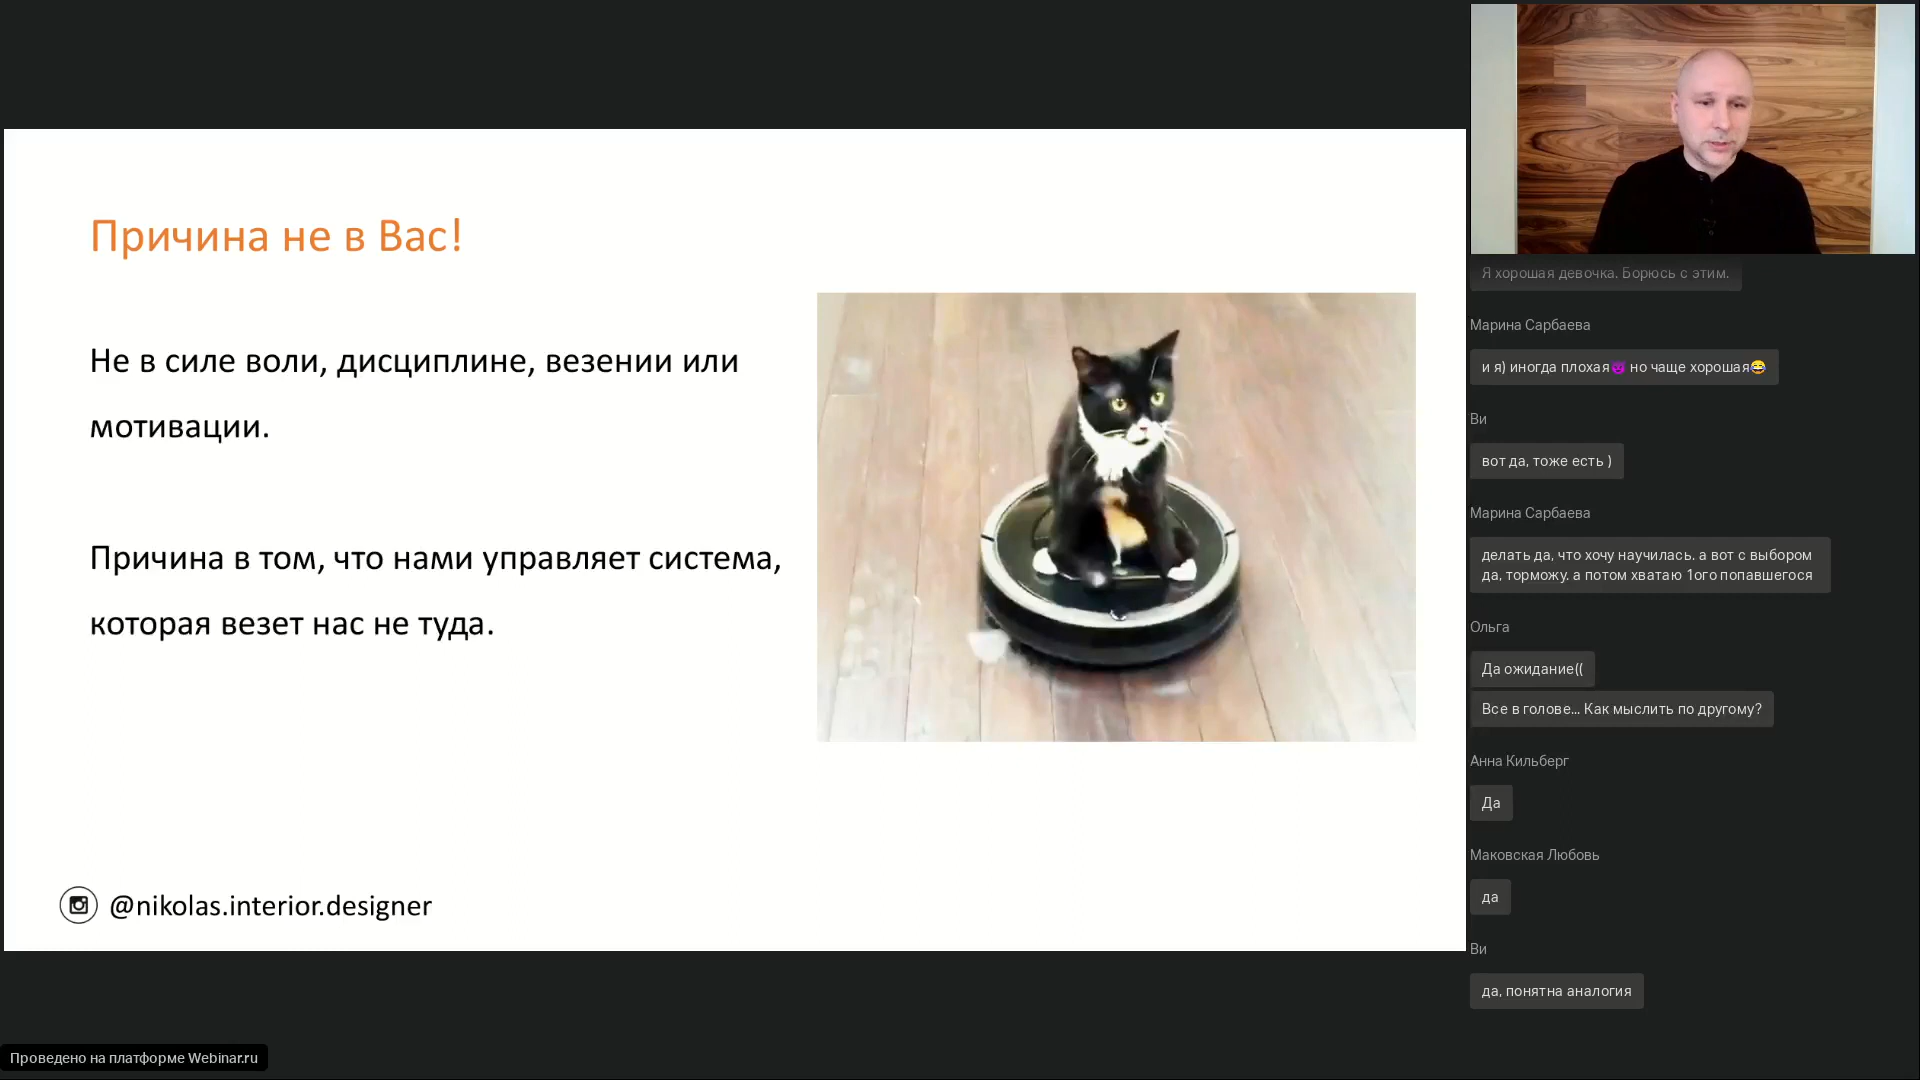 Причина не в Вас!
Не в силе воли, дисциплине, везении или
мотивации.
Причина в том, что нами управляет система,
которая везет нас не туда.
@nikolas.interior.designer
Проведено на платформе Webinar.ru
Я хорошая девочка. Борюсь с этим.
Марина Сарбаева
и я) иногда плохая😈 но чаще хорошая😂
Ви
вот да, тоже есть )
Марина Сарбаева
делать да, что хочу научилась. а вот с выбором
да, торможу. а потом хватаю 1ого попавшегося
Ольга
Да ожидание((
Все в голове... Как мыслить по другому?
Анна Кильберг
Да
Маковская Любовь
да
Ви
да, понятна аналогия